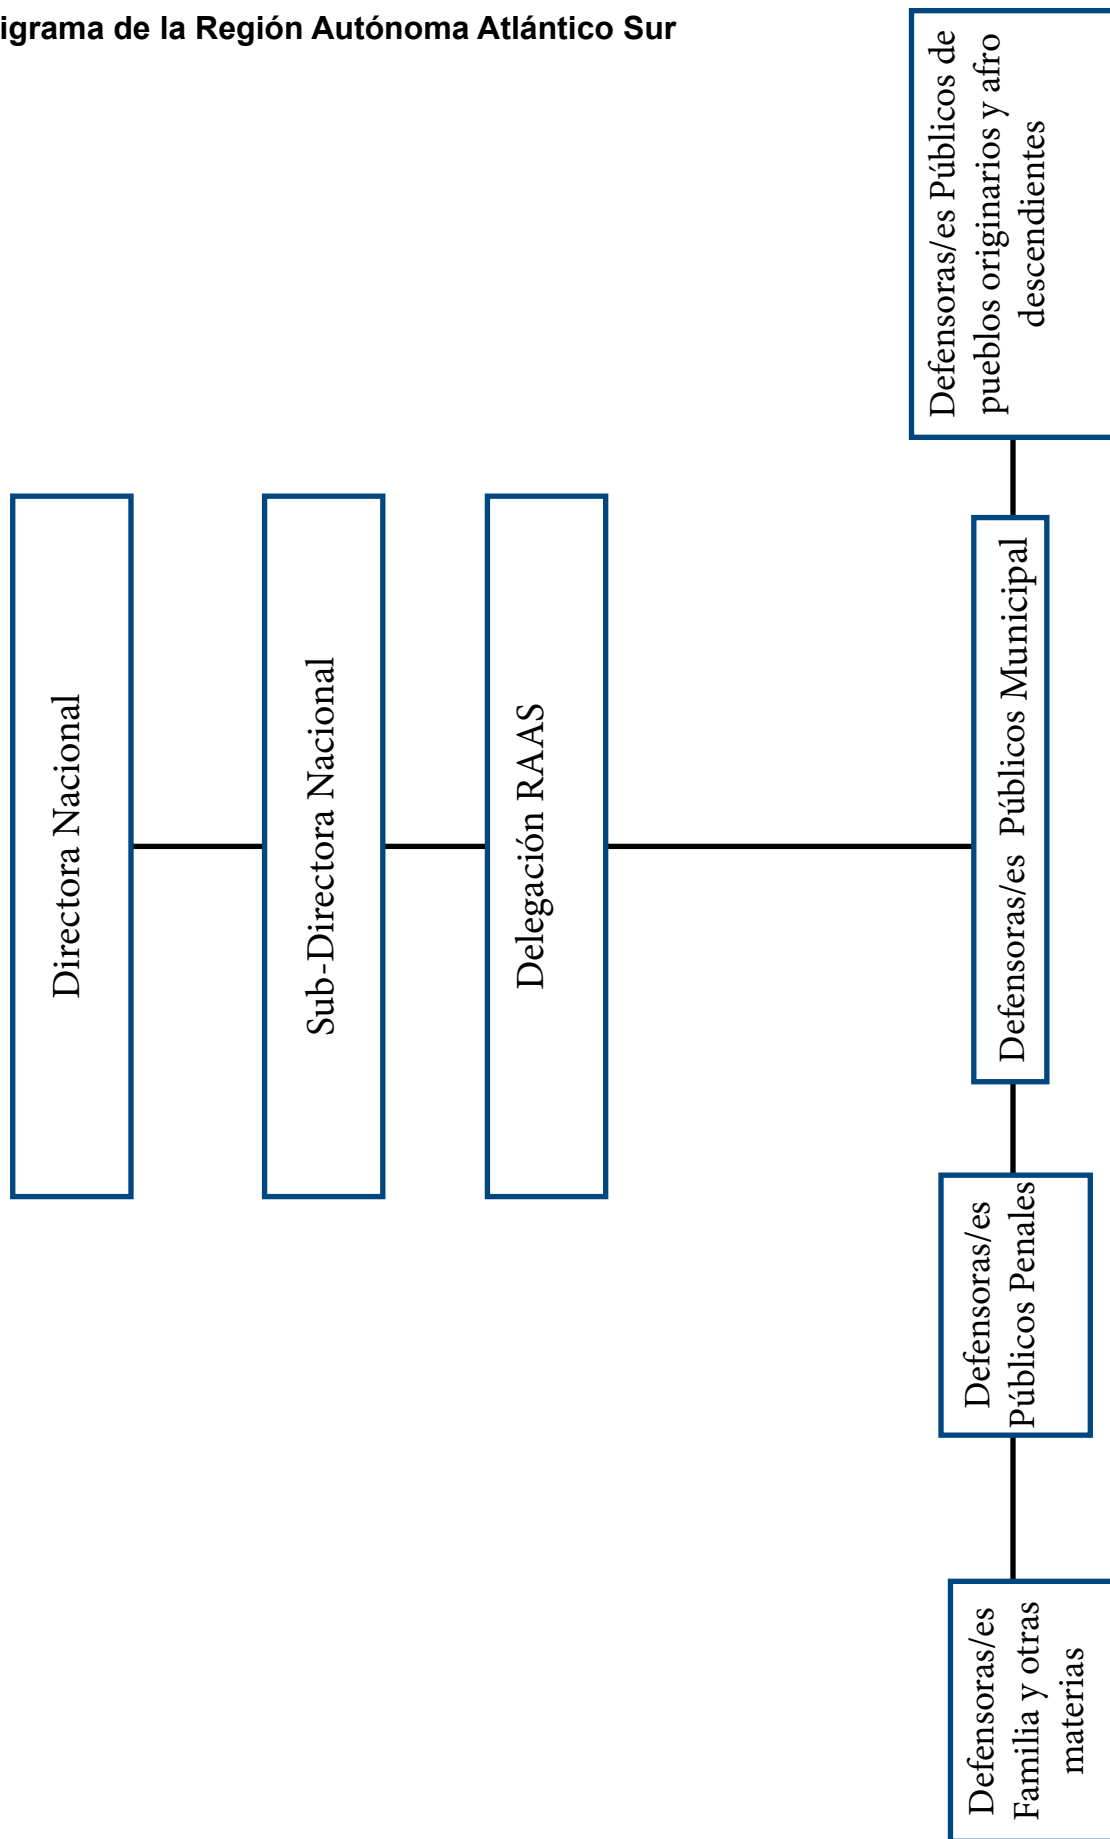 igrama de la Región Autónoma Atlántico Sur
Directora Nacional
Sub-Directora Nacional
Delegación RAAS
Defensoras/es
Familia y otras
materias
Defensoras/es
Públicos Penales
Defensoras/es Públicos Municipal
Defensoras/es Públicos de
pueblos originarios y afro
descendientes